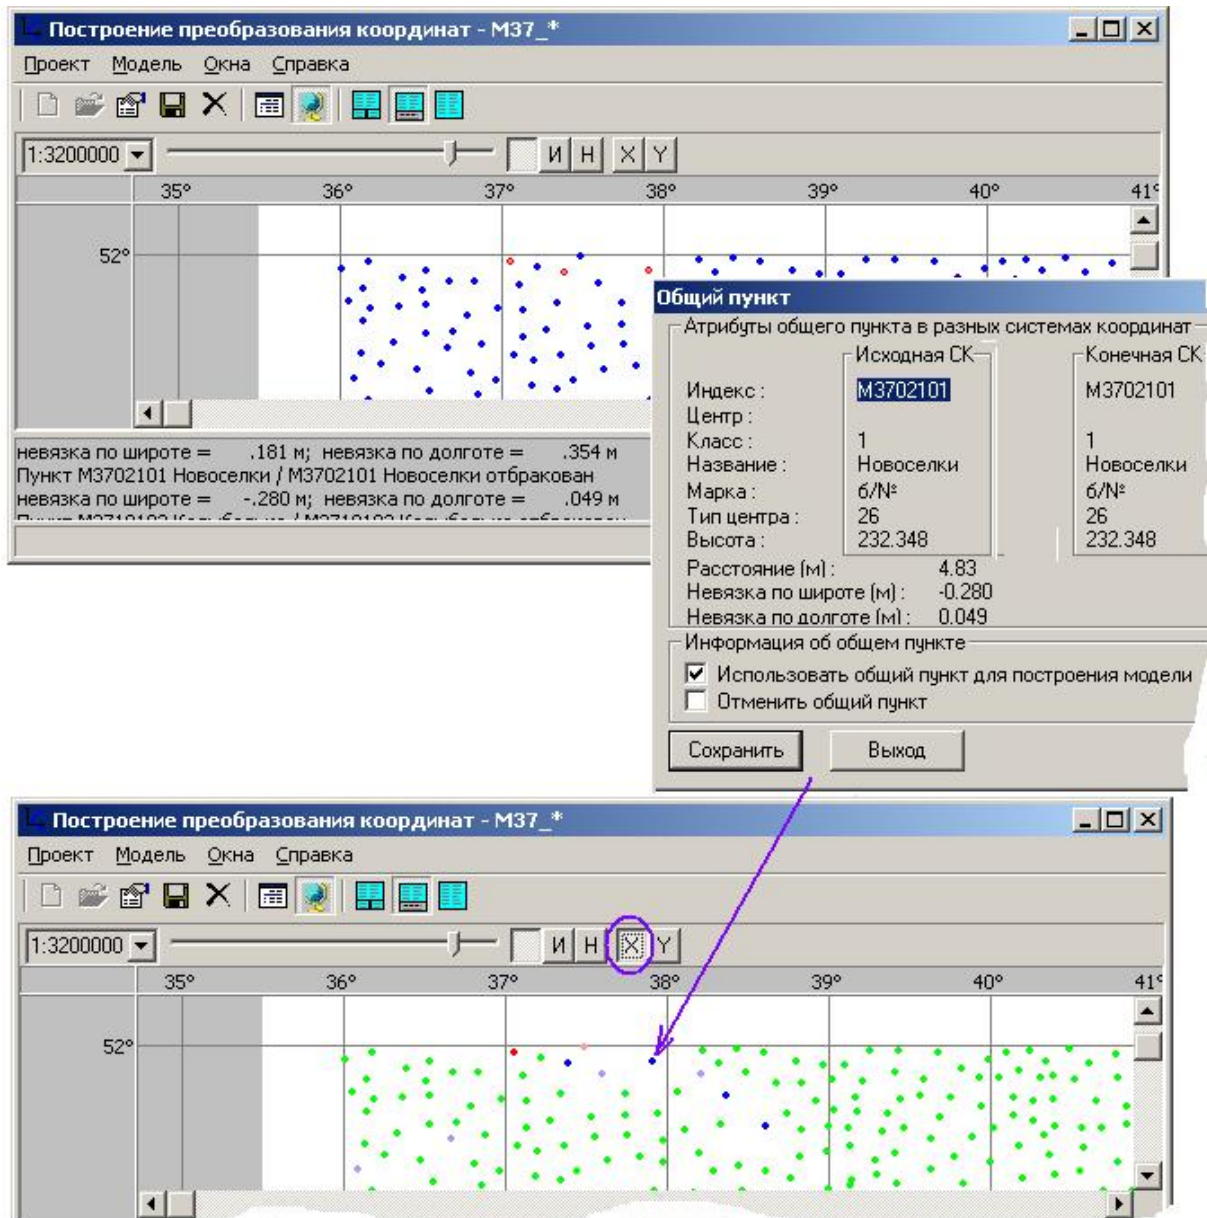 Построение преобразования координат - М37_*
Проект Модель Окна Справка
1:3200000 И Н X Y
35° 36° 37° 38° 39° 40° 41°
52°
невязка по широте = .181 м; невязка по долготе = .354 м
Пункт М3702101 Новоселки / М3702101 Новоселки отбракован
невязка по широте = -.280 м; невязка по долготе = .049 м
Общий пункт
Атрибуты общего пункта в разных системах координат
Исходная СК Конечная СК
Индекс : М3702101 М3702101
Центр :
Класс : 1 1
Название : Новоселки Новоселки
Марка : б/№ б/№
Тип центра : 26 26
Высота : 232.348 232.348
Расстояние (м) : 4.83
Невязка по широте (м) : -0.280
Невязка по долготе (м) : 0.049
Информация об общем пункте
Использовать общий пункт для построения модели
Отменить общий пункт
Сохранить Выход
Построение преобразования координат - М37_*
Проект Модель Окна Справка
1:3200000 И Н X Y
35° 36° 37° 38° 39° 40° 41°
52°